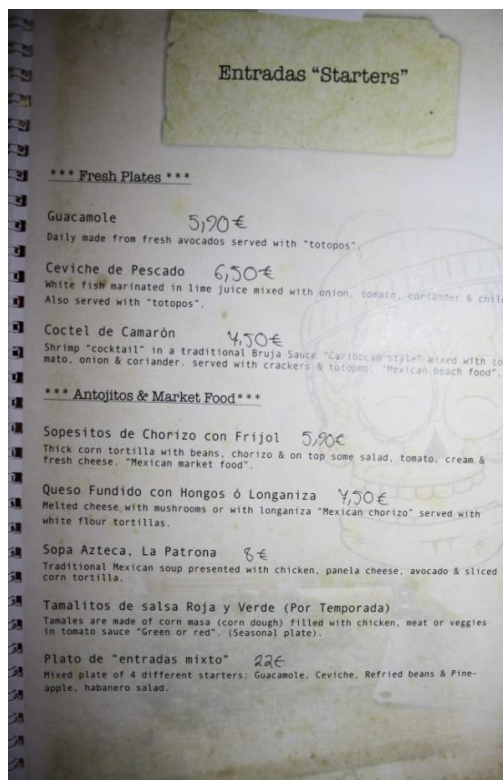 Entradas “Starters”
*** Fresh Plates ***
Guacamole 5,90€
Daily made from fresh avocados served with "totopos".
Ceviche de Pescado 6,50€
White fish marinated in lime juice mixed with onion, tomato, coriander & chile
Also served with "totopos".
Coctel de Camarón 7,50€
Shrimp "cocktail" in a traditional Bruja Sauce "Caribbean style" mixed with to
mato, onion & coriander. served with crackers & totopos. "Mexican beach food".
*** Antojitos & Market Food***
Sopesitos de Chorizo con Frijol 5,90€
Thick corn tortilla with beans, chorizo & on top some salad, tomato, cream &
fresh cheese. "Mexican market food".
Queso Fundido con Hongos ó Longaniza 7,50€
Melted cheese with mushrooms or with longaniza "Mexican chorizo" served with
white flour tortillas.
Sopa Azteca, La Patrona 8€
Traditional Mexican soup presented with chicken, panela cheese, avocado & sliced
corn tortilla.
Tamalitos de salsa Roja y Verde (Por Temporada)
Tamales are made of corn masa (corn dough) filled with chicken, meat or veggies
in tomato sauce "Green or red". (Seasonal plate).
Plato de "entradas mixto" 22€
Mixed plate of 4 different starters: Guacamole, Ceviche, Refried beans & Pine-
apple, habanero salad.